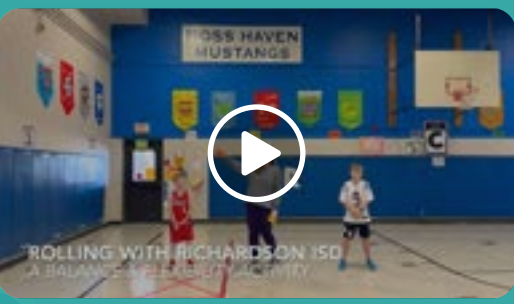 MOSS HAVEN
MUSTANGS
C
ROLLING WITH RICHARDSON ISD
A BALANCE & FLEXIBILITY ACTIVITY